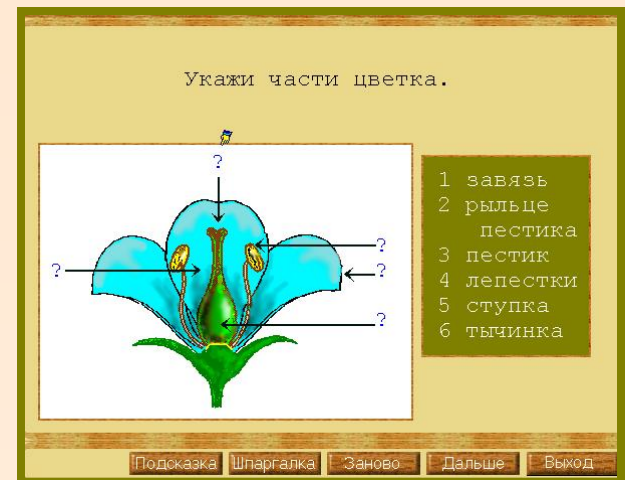 Укажи части цветка.
?
?
?
?
?
1 завязь
2 рыльце
пестика
3 пестик
4 лепестки
5 ступка
6 тычинка
Подсказка Шпаргалка Заново Дальше Выход